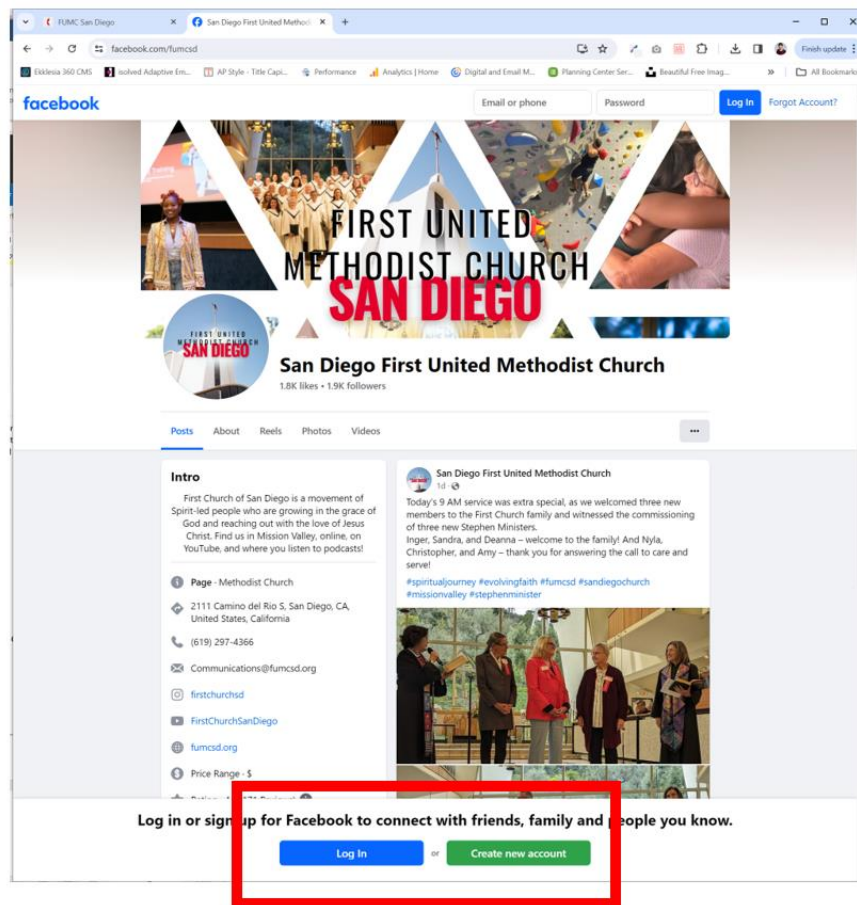 FUMC San Diego
San Diego First United Method
facebook.com/fumcsd
Finish update
Ekklesia 360 CMS
isolved Adaptive Em...
AP Style - Title Capi...
Performance
Analytics | Home
Digital and Email M...
Planning Center Ser...
Beautiful Free Imag...
All Bookmarks
facebook
Email or phone
Password
Log In
Forgot Account?
FIRST UNITED
METHODIST CHURCH
SAN DIEGO
FIRST UNITED
METHODIST CHURCH
SAN DIEGO
San Diego First United Methodist Church
1.8K likes • 1.9K followers
Posts
About
Reels
Photos
Videos
Intro
First Church of San Diego is a movement of
Spirit-led people who are growing in the grace of
God and reaching out with the love of Jesus
Christ. Find us in Mission Valley, online, on
YouTube, and where you listen to podcasts!
Page · Methodist Church
2111 Camino del Rio S, San Diego, CA,
United States, California
(619) 297-4366
Communications@fumcsd.org
firstchurchsd
FirstChurchSanDiego
fumcsd.org
Price Range · $
San Diego First United Methodist Church
1d ·
Today's 9 AM service was extra special, as we welcomed three new
members to the First Church family and witnessed the commissioning
of three new Stephen Ministers.
Inger, Sandra, and Deanna – welcome to the family! And Nyla,
Christopher, and Amy – thank you for answering the call to care and
serve!
#spiritualjourney #evolvingfaith #fumcsd #sandiegochurch
#missionvalley #stephenminister
Log in or sign up for Facebook to connect with friends, family and people you know.
Log In
or
Create new account